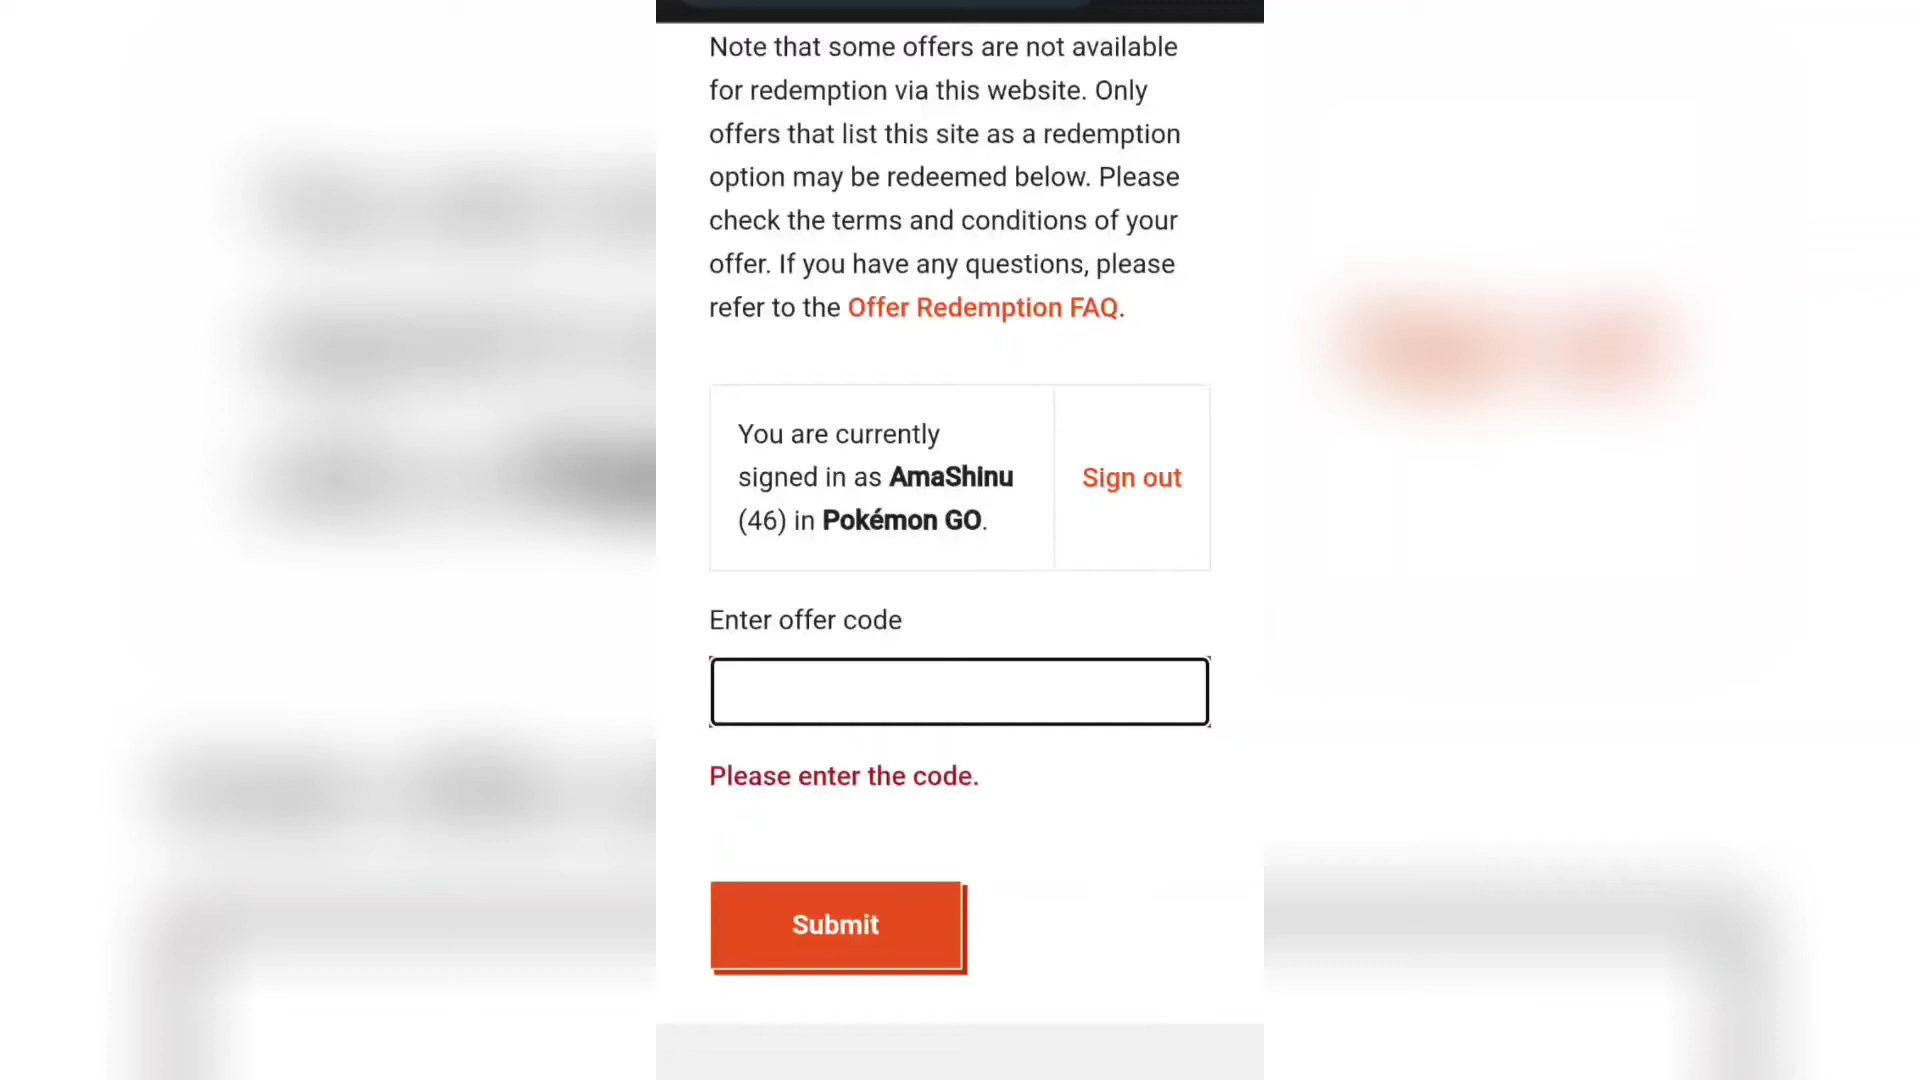 Note that some offers are not available
for redemption via this website. Only
offers that list this site as a redemption
option may be redeemed below. Please
check the terms and conditions of your
offer. If you have any questions, please
refer to the Offer Redemption FAQ.
You are currently
signed in as AmaShinu
(46) in Pokémon GO.
Sign out
Enter offer code
Please enter the code.
Submit